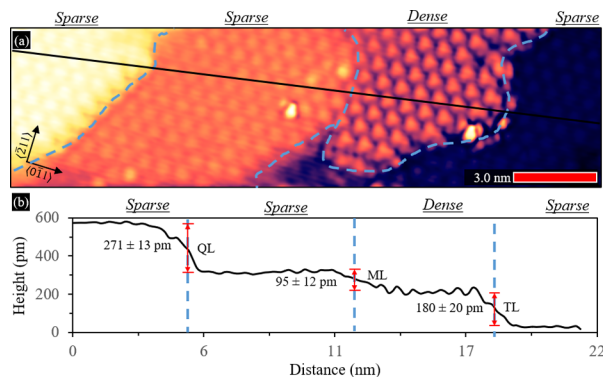 Sparse Sparse Dense Sparse
(a)
⟨2̄11⟩
⟨011⟩
3.0 nm
(b) Sparse Sparse Dense Sparse
600
400
200
0
Height (pm)
271 ± 13 pm QL
95 ± 12 pm ML
180 ± 20 pm TL
0 6 11 17 22
Distance (nm)